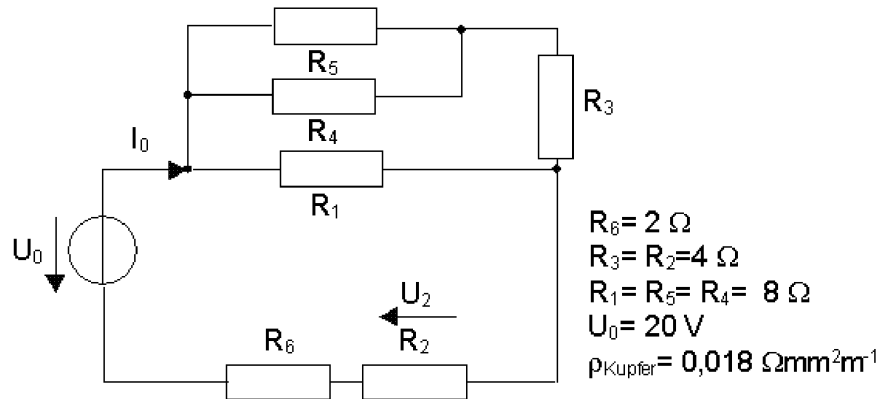 R₅
R₄
R₃
I₀
R₁
U₀
U₂
R₆
R₂
R₆= 2 Ω
R₃= R₂=4 Ω
R₁= R₅= R₄= 8 Ω
U₀= 20 V
ρKupfer= 0,018 Ωmm²m⁻¹